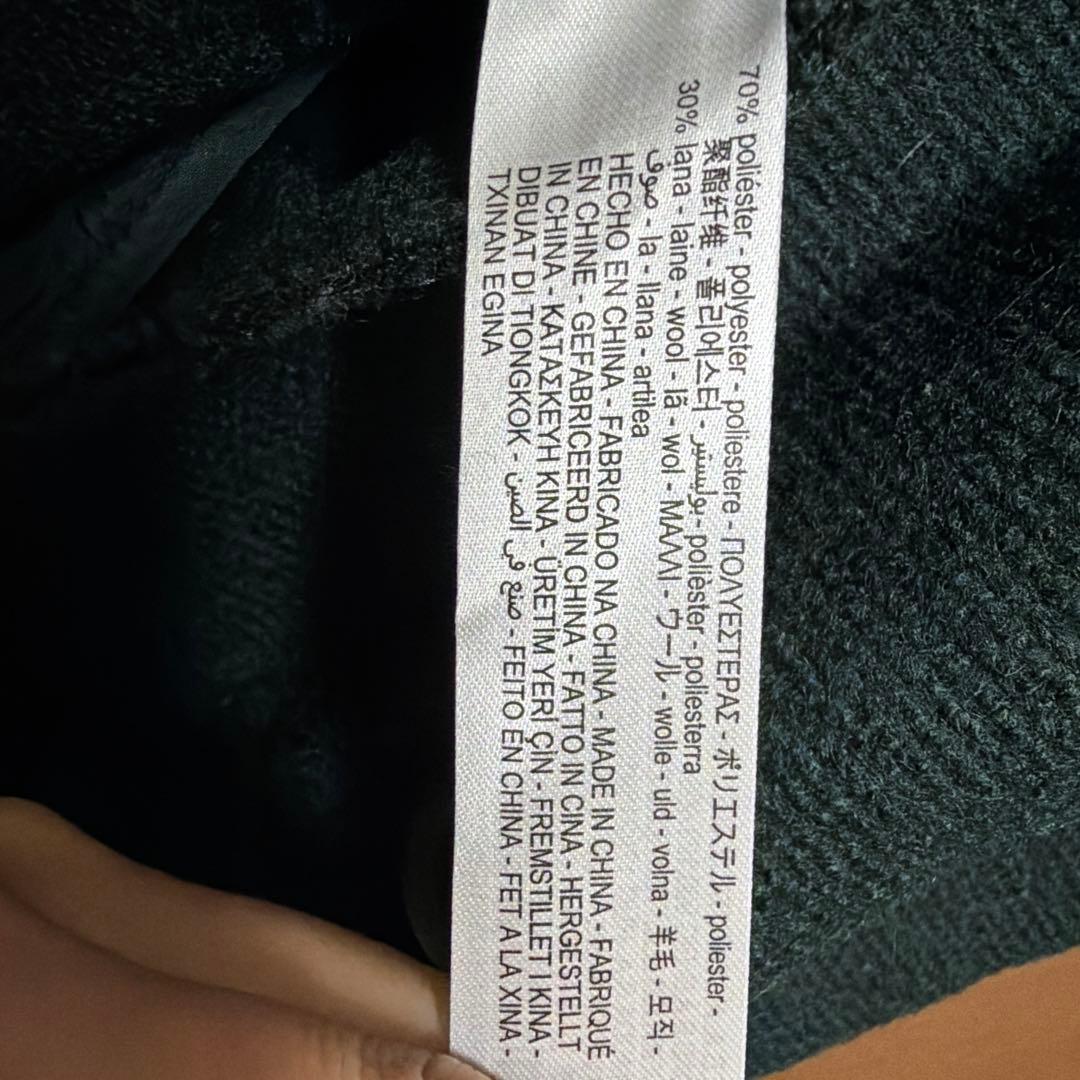 70% poliéster - polyester - poliestere - ΠΟΛΥΕΣΤΕΡΑΣ - ポリエステル - poliester -
聚酯纤维 - 폴리에스터 - بوليستير - polièster - poliesterra
30% lana - laine - wool - lã - wol - ΜΑΛΛΙ - ウール - wolle - uld - volna - 羊毛 - 모직 -
صوف - la - llana - artilea
HECHO EN CHINA - FABRICADO NA CHINA - MADE IN CHINA - FABRIQUÉ
EN CHINE - GEFABRICEERD IN CHINA - FATTO IN CINA - HERGESTELLT
IN CHINA - ΚΑΤΑΣΚΕΥΗ ΚΙΝΑ - ÜRETİM YERİ ÇİN - FREMSTILLET I KINA -
DIBUAT DI TIONGKOK - صنع في الصين - FEITO EN CHINA - FET A LA XINA -
TXINAN EGINA